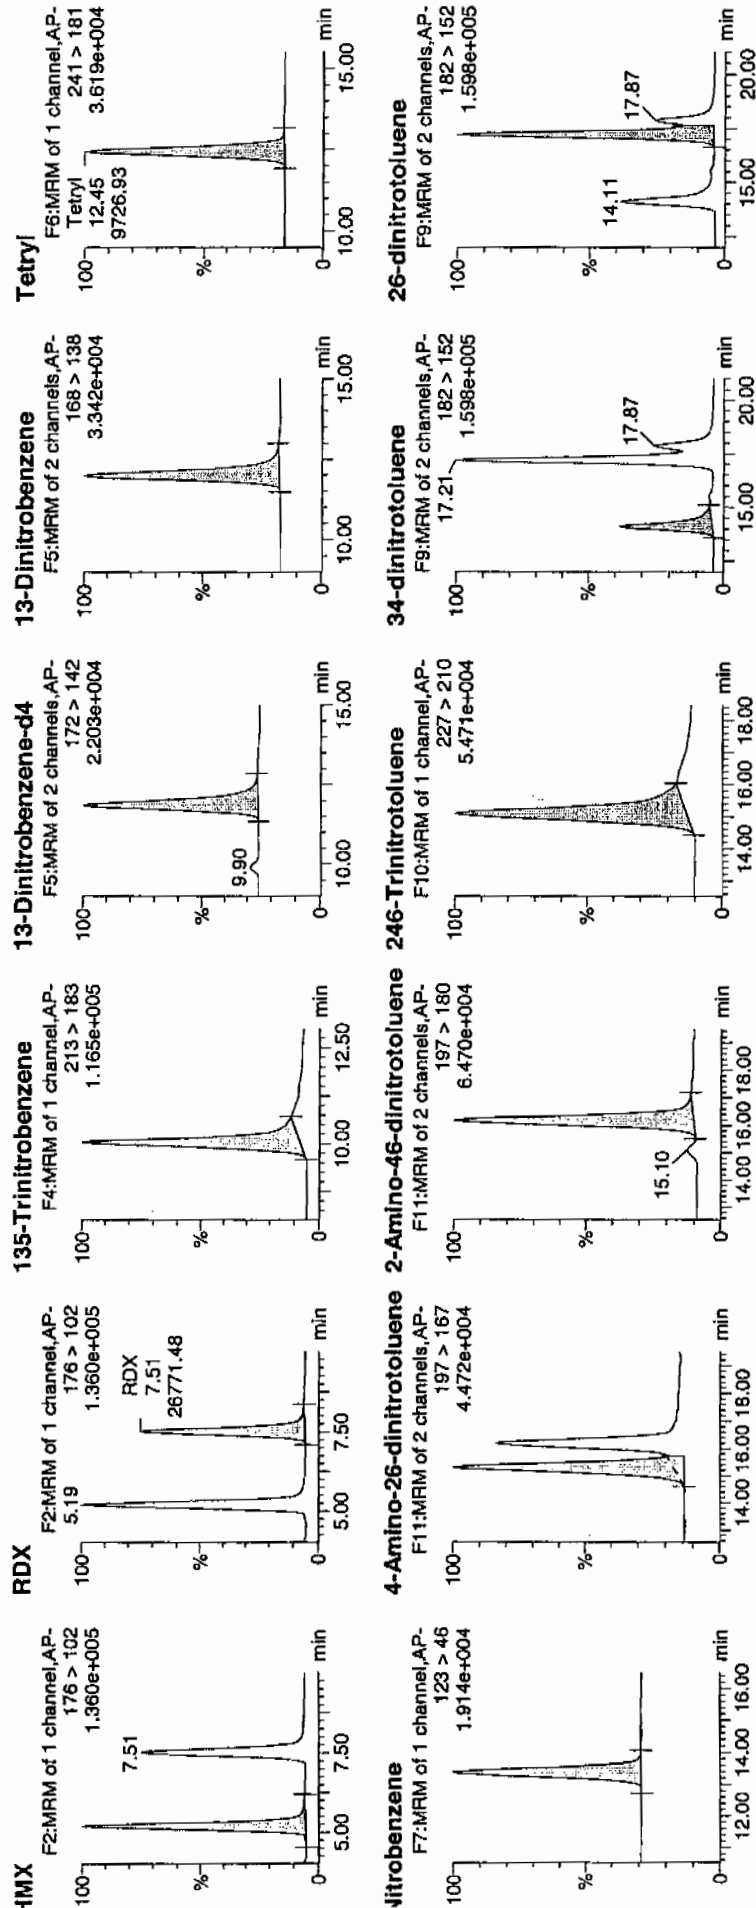 HMX
F2:MRM of 1 channel,AP-
176 > 102
1.360e+005
7.51
100
%
0
5.00
7.50
min
RDX
F2:MRM of 1 channel,AP-
176 > 102
1.360e+005
5.19
RDX
7.51
26771.48
100
%
0
5.00
7.50
min
135-Trinitrobenzene
F4:MRM of 1 channel,AP-
213 > 183
1.165e+005
100
%
0
10.00
12.50
min
13-Dinitrobenzene-d4
F5:MRM of 2 channels,AP-
172 > 142
2.203e+004
9.90
100
%
0
10.00
15.00
min
13-Dinitrobenzene
F5:MRM of 2 channels,AP-
168 > 138
3.342e+004
100
%
0
10.00
15.00
min
Tetryl
F6:MRM of 1 channel,AP-
241 > 181
3.619e+004
Tetryl
12.45
9726.93
100
%
0
10.00
15.00
min
Nitrobenzene
F7:MRM of 1 channel,AP-
123 > 46
1.914e+004
100
%
0
12.00
14.00
16.00
min
4-Amino-26-dinitrotoluene
F11:MRM of 2 channels,AP-
197 > 167
4.472e+004
100
%
0
14.00
16.00
18.00
min
2-Amino-46-dinitrotoluene
F11:MRM of 2 channels,AP-
197 > 180
6.470e+004
15.10
100
%
0
14.00
16.00
18.00
min
246-Trinitrotoluene
F10:MRM of 1 channel,AP-
227 > 210
5.471e+004
100
%
0
14.00
16.00
18.00
min
34-dinitrotoluene
F9:MRM of 2 channels,AP-
182 > 152
1.598e+005
17.21
17.87
100
%
0
15.00
20.00
min
26-dinitrotoluene
F9:MRM of 2 channels,AP-
182 > 152
1.598e+005
14.11
17.87
100
%
0
15.00
20.00
min